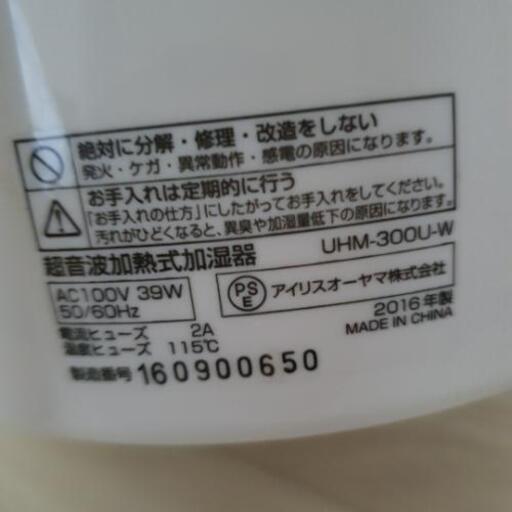 絶対に分解・修理・改造をしない
発火・ケガ・異常動作・感電の原因になります。
お手入れは定期的に行う
「お手入れの仕方」にしたがってお手入れをしてください。
汚れがひどくなると、異臭や加湿量低下の原因になります。
超音波加熱式加湿器 UHM-300U-W
AC100V 39W
50/60Hz
PSE アイリスオーヤマ株式会社
電流ヒューズ 2A
2016年製
温度ヒューズ 115℃
MADE IN CHINA
製造番号 160900650